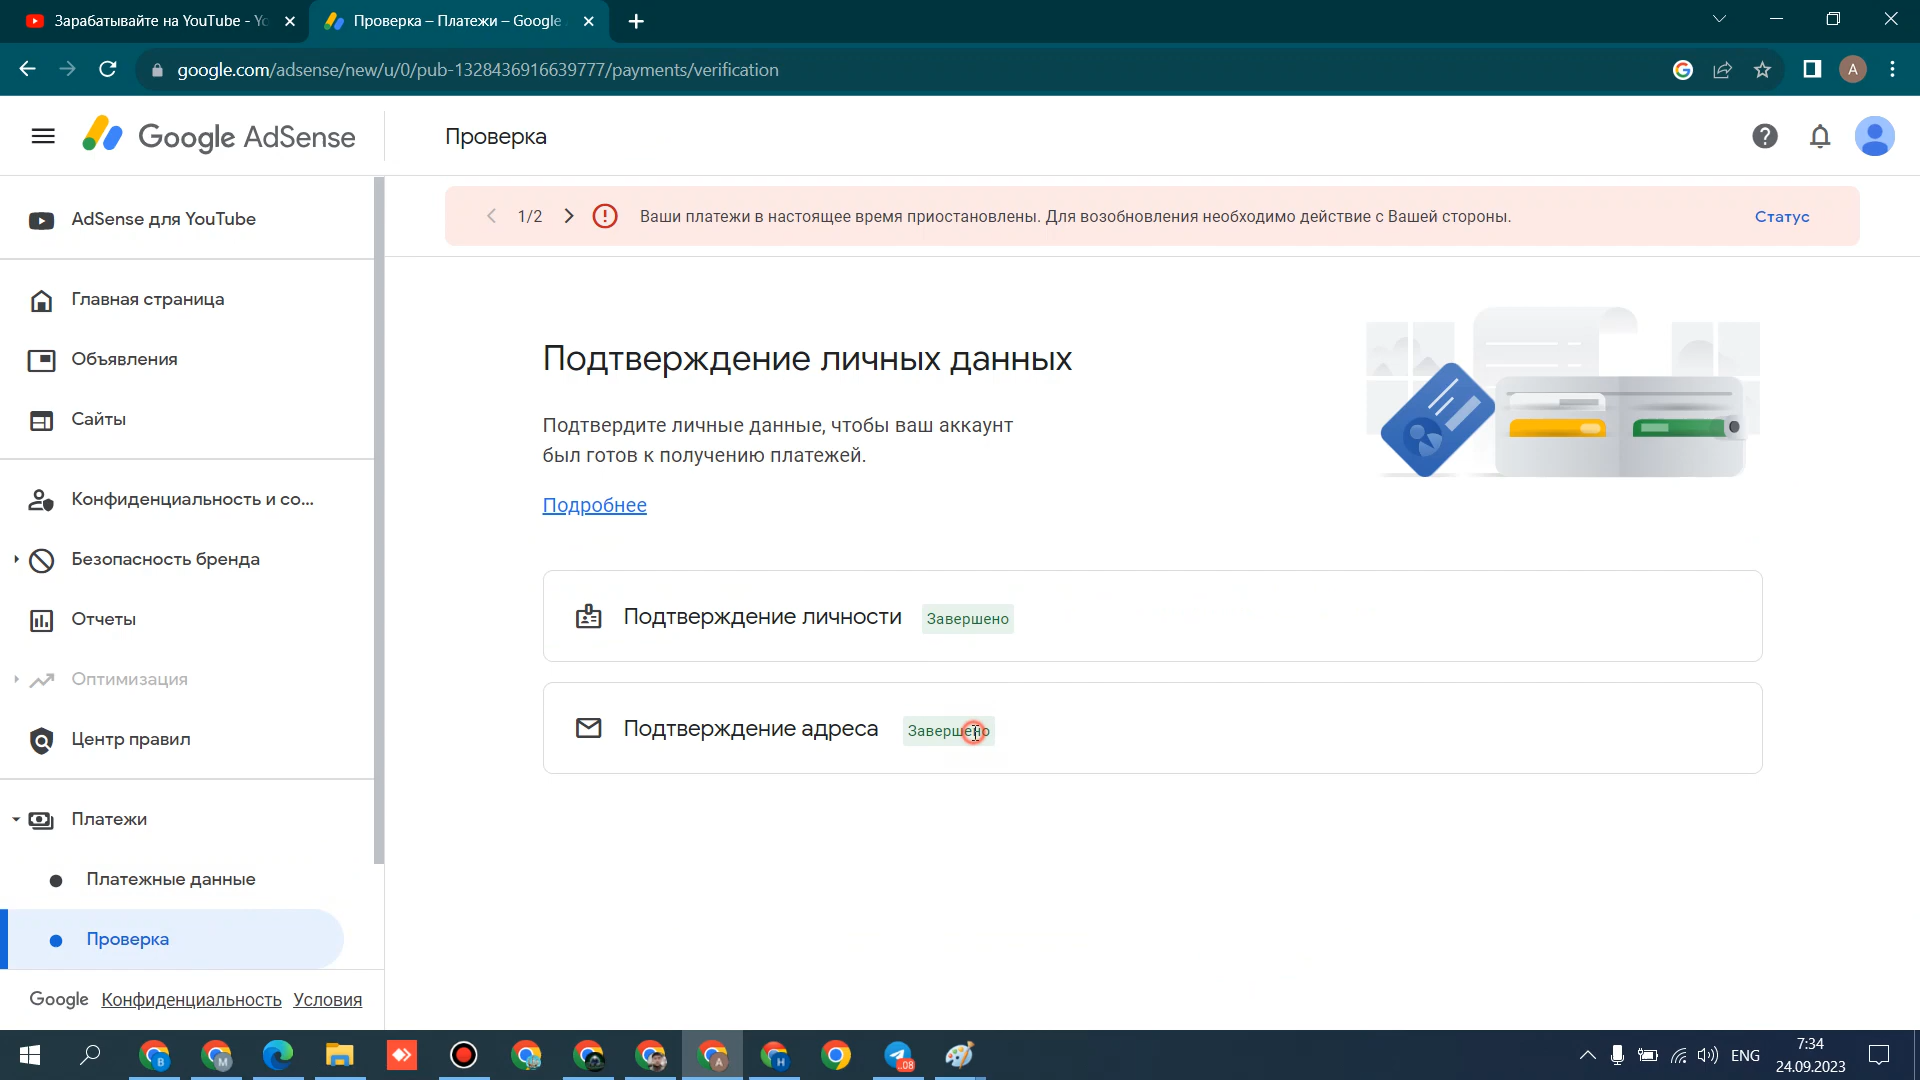 Зарабатывайте на YouTube - Yo
Проверка – Платежи – Google
google.com/adsense/new/u/0/pub-1328436916639777/payments/verification
A
Google AdSense
Проверка
AdSense для YouTube
Главная страница
Объявления
Сайты
Конфиденциальность и со...
Безопасность бренда
Отчеты
Оптимизация
Центр правил
Платежи
Платежные данные
Проверка
Google Конфиденциальность Условия
1/2 Ваши платежи в настоящее время приостановлены. Для возобновления необходимо действие с Вашей стороны. Статус
Подтверждение личных данных
Подтвердите личные данные, чтобы ваш аккаунт
был готов к получению платежей.
Подробнее
Подтверждение личности Завершено
Подтверждение адреса Завершено
B
M
A
H
..08
ENG
7:34
24.09.2023